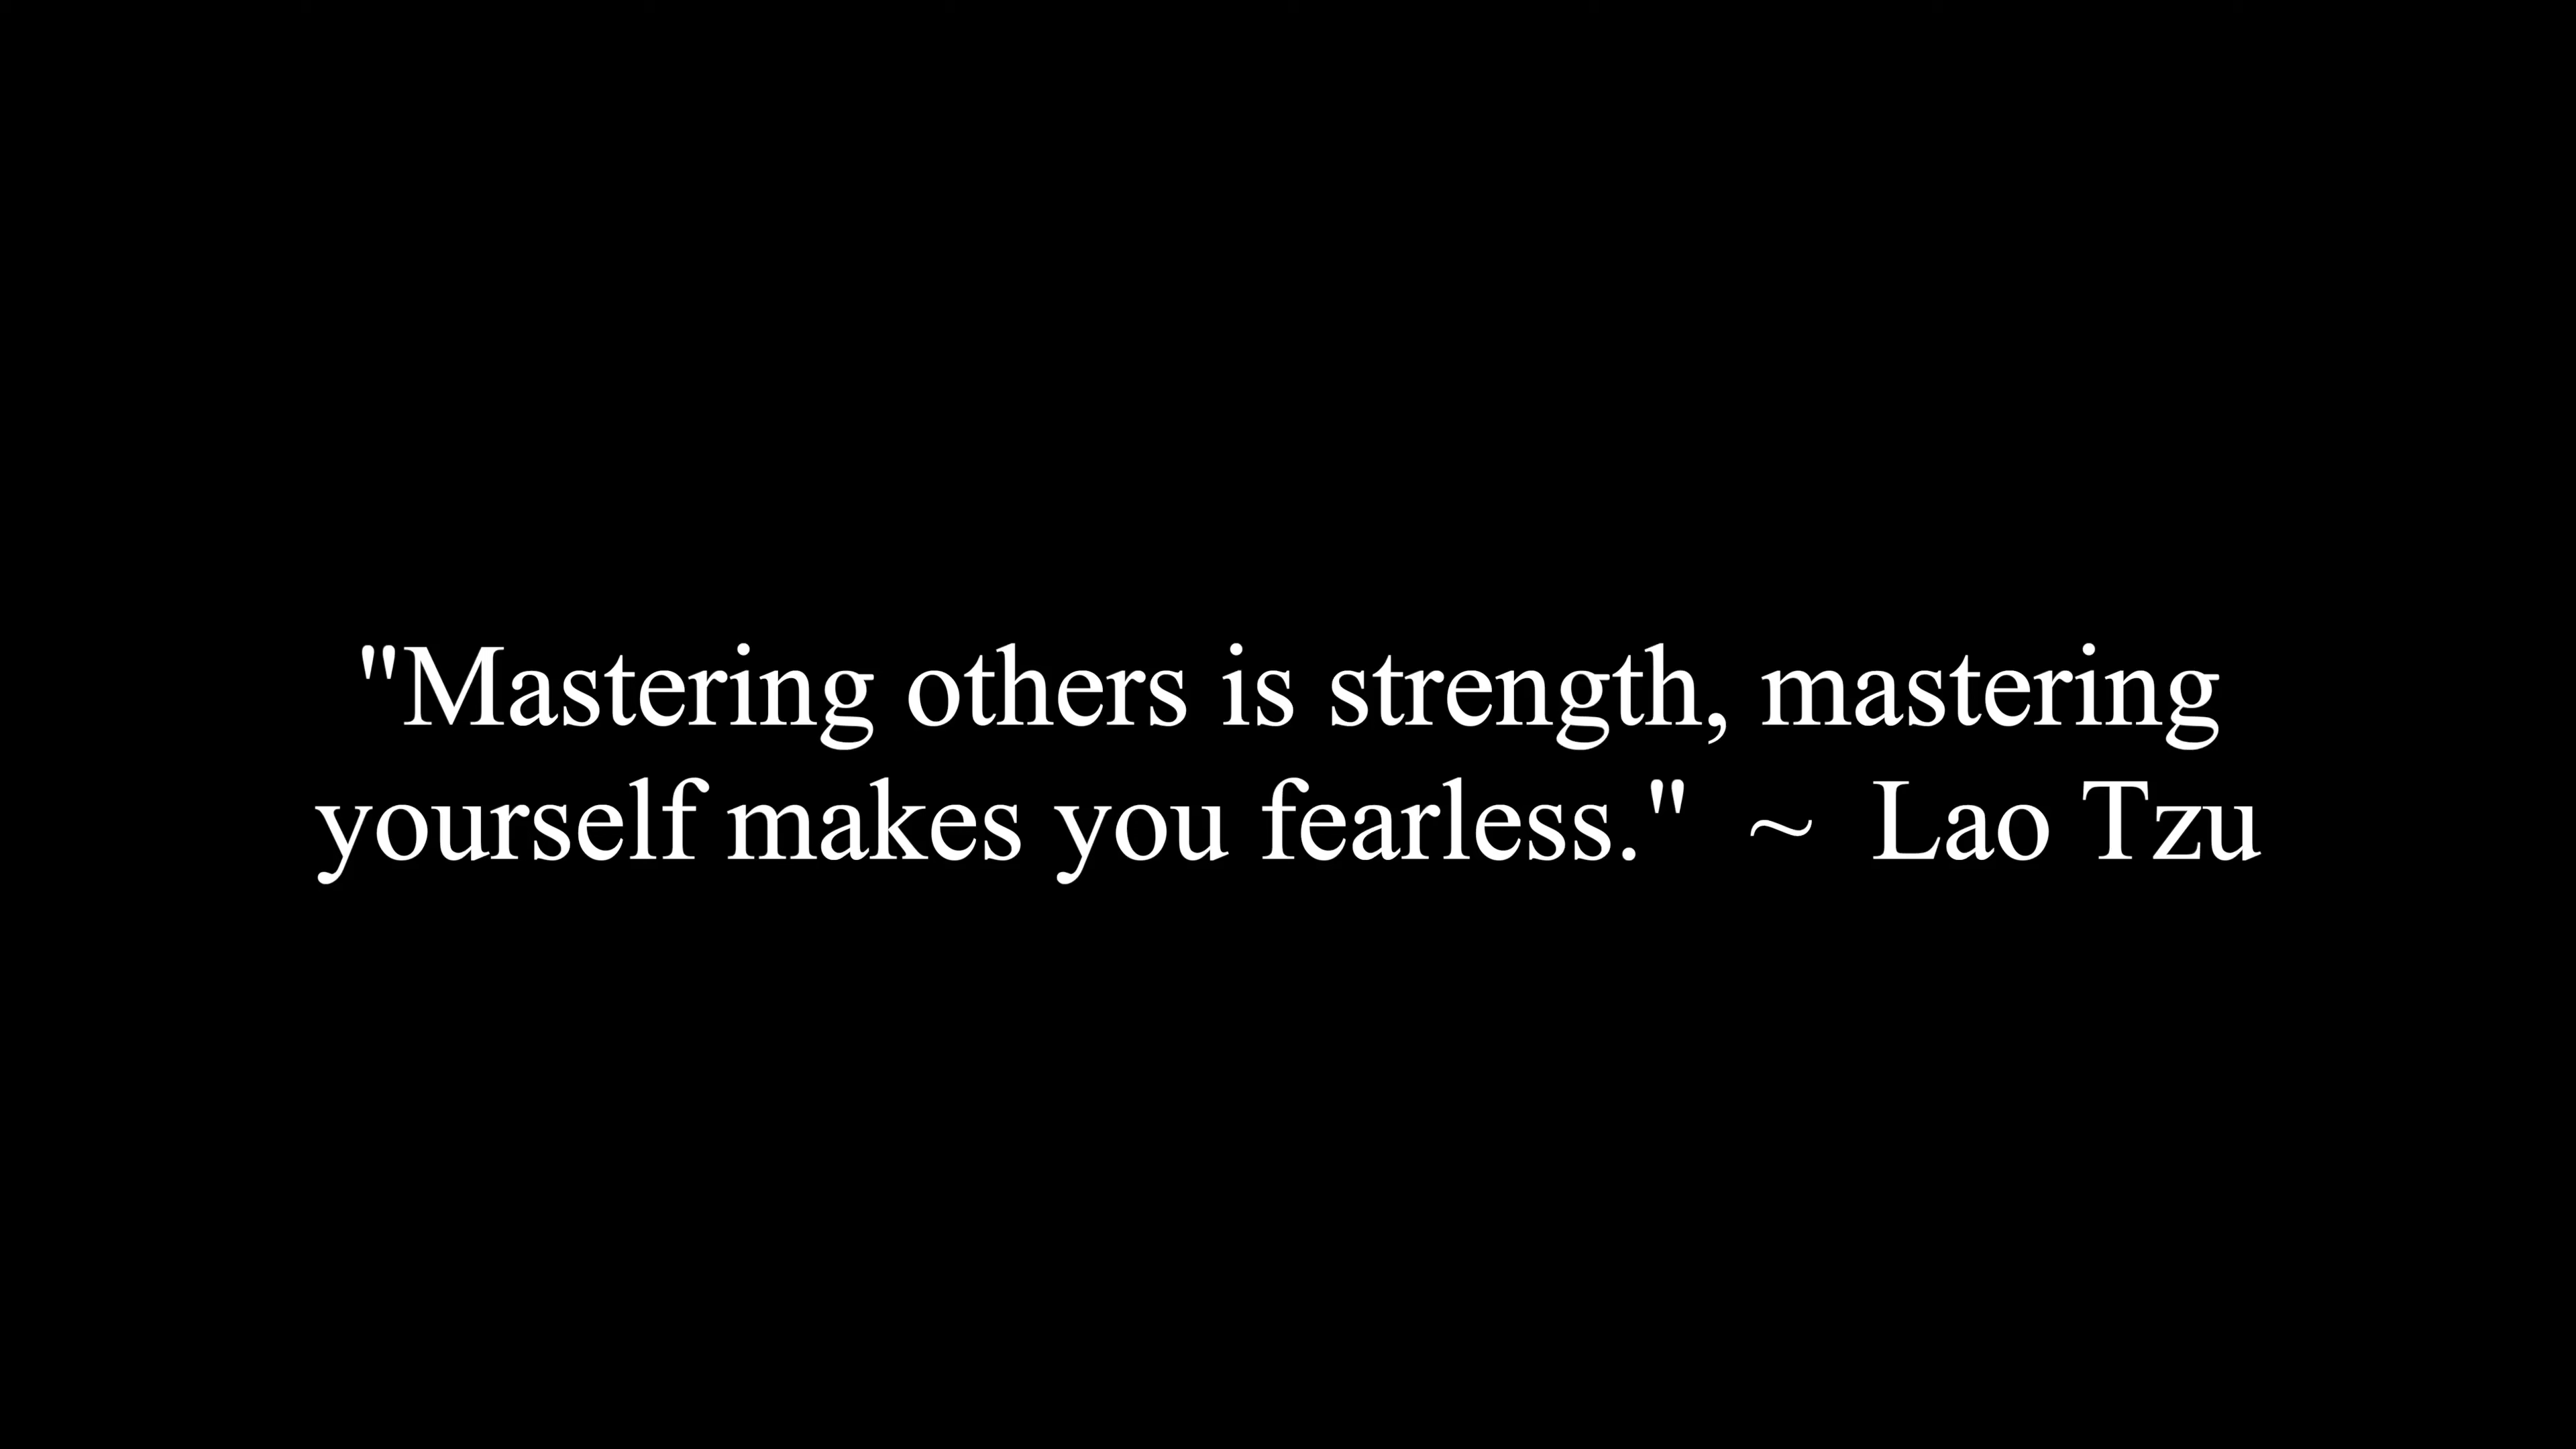 "Mastering others is strength, mastering
yourself makes you fearless."  ~  Lao Tzu